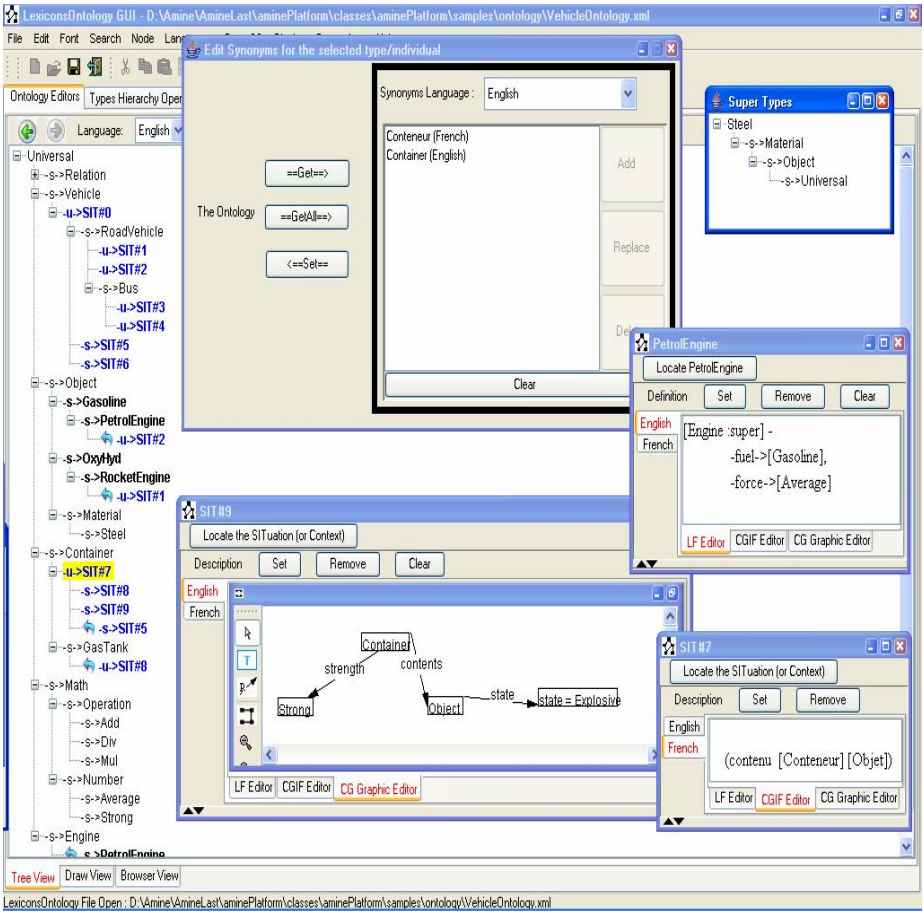 LexiconsOntology GUI - D:\Amine\AmineLast\aminePlatform\classes\aminePlatform\samples\ontology\VehicleOntology.xml
File Edit Font Search Node
Edit Synonyms for the selected type/individual
Ontology Editors Types Hierarchy Oper
Language: English
Universal
-s->Relation
-s->Vehicle
-u->SIT#0
-s->RoadVehicle
-u->SIT#1
-u->SIT#2
-s->Bus
-u->SIT#3
-u->SIT#4
-s->SIT#5
-s->SIT#6
-s->Object
-s->Gasoline
-s->PetrolEngine
-u->SIT#2
-s->OxyHyd
-s->RocketEngine
-u->SIT#1
-s->Material
-s->Steel
-s->Container
-u->SIT#7
-s->SIT#8
-s->SIT#9
-s->SIT#5
-s->GasTank
-u->SIT#8
-s->Math
-s->Operation
-s->Add
-s->Div
-s->Mul
-s->Number
-s->Average
-s->Strong
-s->Engine
-s->PetrolEngine
Synonyms Language : English
Conteneur (French)
Container (English)
The Ontology
==Get==>
==GetAll==>
<==Set==
Add
Replace
Clear
Super Types
Steel
-s->Material
-s->Object
-s->Universal
PetrolEngine
Locate PetrolEngine
Definition Set Remove Clear
English
French
[Engine :super] -
-fuel->[Gasoline],
-force->[Average]
LF Editor CGIF Editor CG Graphic Editor
SIT#9
Locate the SITuation (or Context)
Description Set Remove Clear
English
French
T
Container
strength
contents
Strong
Object
state
state = Explosive
LF Editor CGIF Editor CG Graphic Editor
SIT#7
Locate the SITuation (or Context)
Description Set Remove
English
French
(contenu [Conteneur] [Objet])
LF Editor CGIF Editor CG Graphic Editor
Tree View Draw View Browser View
LexiconsOntology File Open : D:\Amine\AmineLast\aminePlatform\classes\aminePlatform\samples\ontology\VehicleOntology.xml